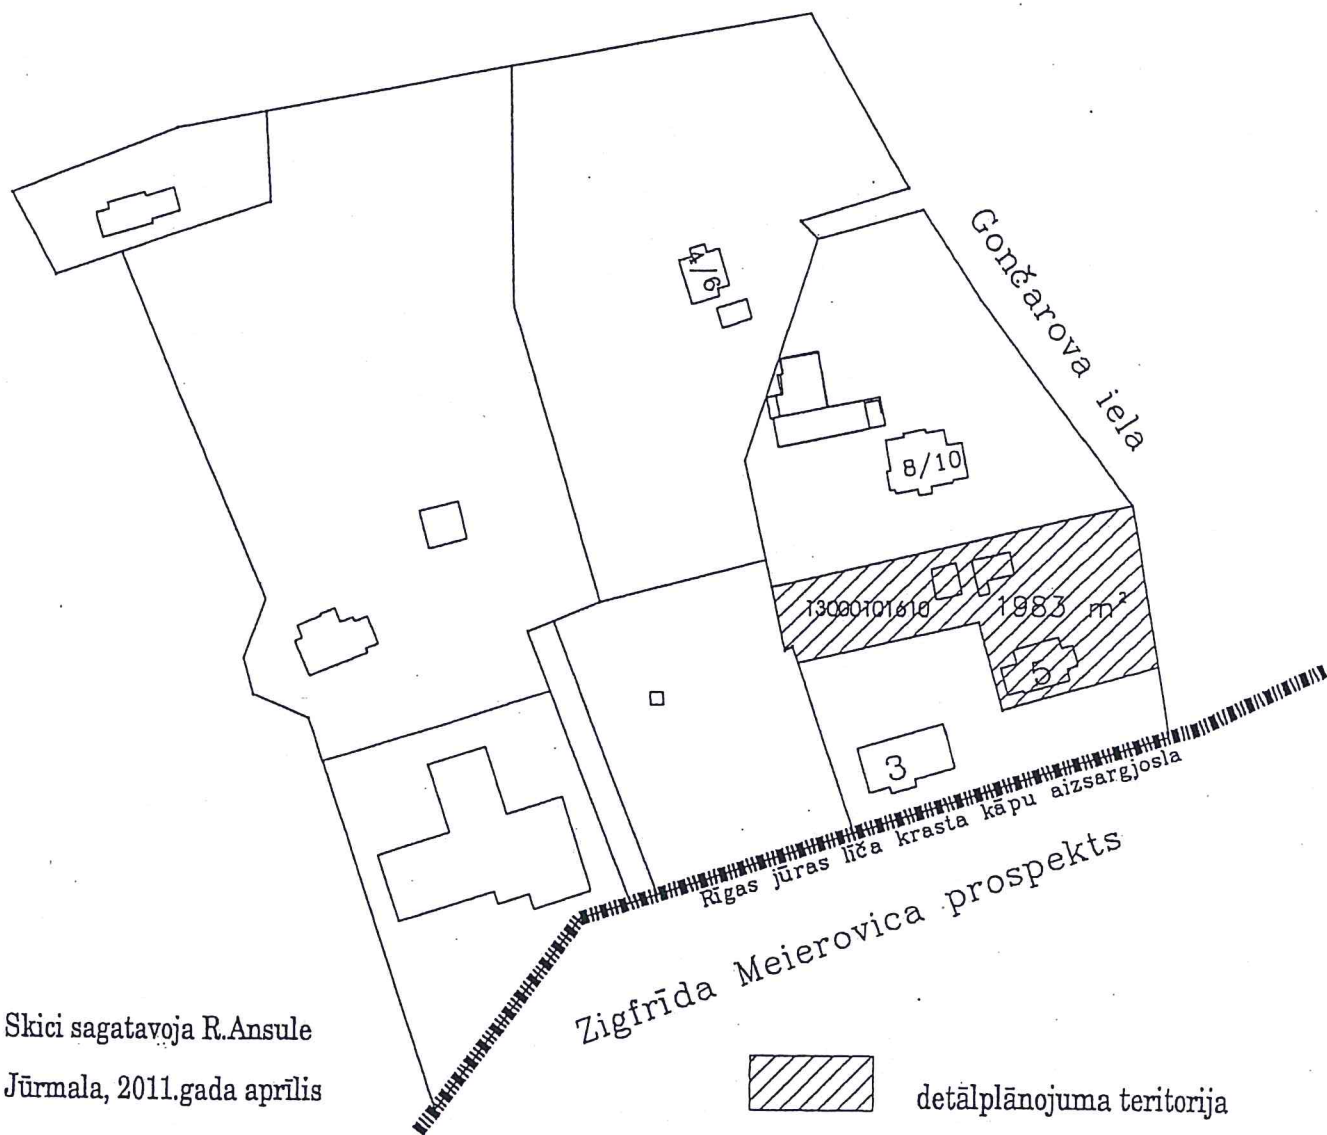 Gončarova iela
4/6
8/10
13000101610
1983 m²
5
3
Rīgas jūras līča krasta kāpu aizsargjosla
Zigfrīda Meierovica prospekts
Skici sagatavoja R.Ansule
Jūrmala, 2011.gada aprīlis
detālplānojuma teritorija